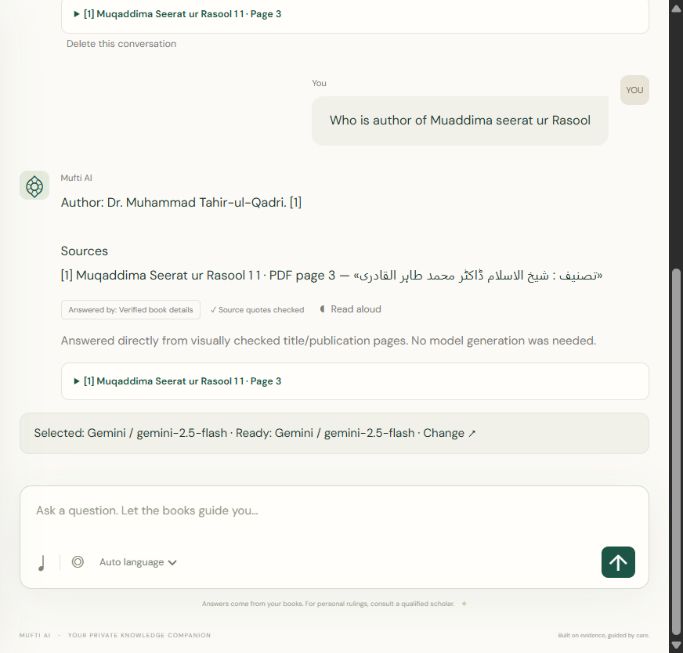 ▸ [1] Muqaddima Seerat ur Rasool 1 1 · Page 3
Delete this conversation
You
YOU
Who is author of Muaddima seerat ur Rasool
Mufti AI
Author: Dr. Muhammad Tahir-ul-Qadri. [1]
Sources
[1] Muqaddima Seerat ur Rasool 1 1 · PDF page 3 — «تصنیف : شیخ الاسلام ڈاکٹر محمد طاہر القادری»
Answered by: Verified book details ✓ Source quotes checked Read aloud
Answered directly from visually checked title/publication pages. No model generation was needed.
▸ [1] Muqaddima Seerat ur Rasool 1 1 · Page 3
Selected: Gemini / gemini-2.5-flash · Ready: Gemini / gemini-2.5-flash · Change ↗
Ask a question. Let the books guide you...
Auto language
Answers come from your books. For personal rulings, consult a qualified scholar.
MUFTI AI - YOUR PRIVATE KNOWLEDGE COMPANION
Built on evidence, guided by care.